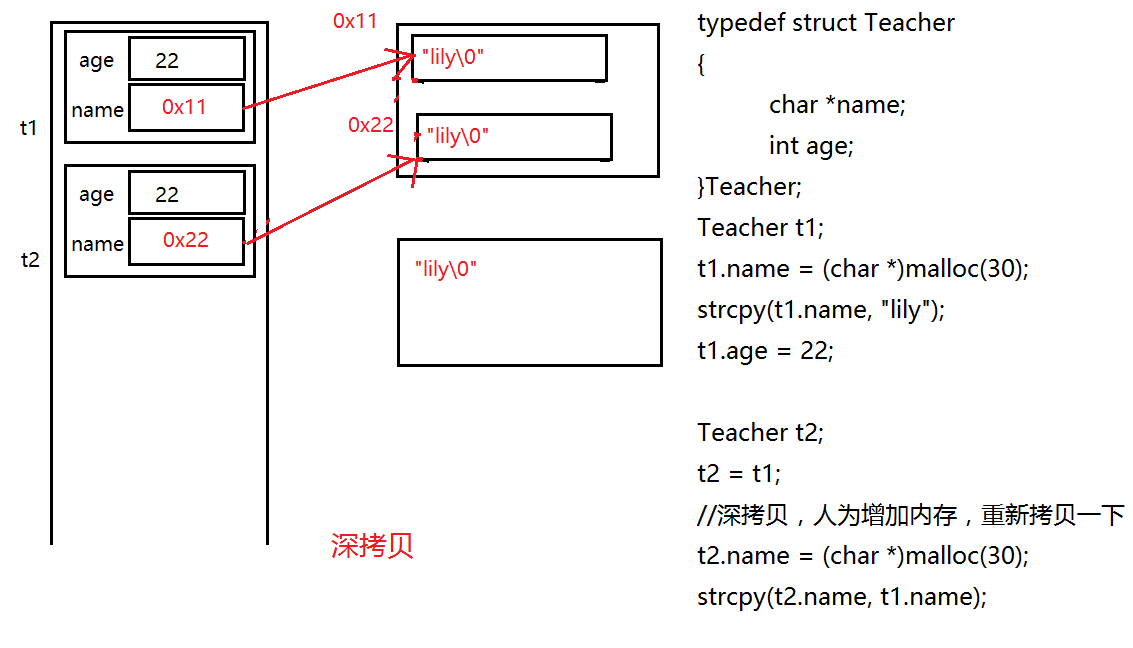 0x11
age 22
name 0x11
t1
"lily\0"
0x22
"lily\0"
age 22
name 0x22
t2
"lily\0"
深拷贝
typedef struct Teacher
{
char *name;
int age;
}Teacher;
Teacher t1;
t1.name = (char *)malloc(30);
strcpy(t1.name, "lily");
t1.age = 22;
Teacher t2;
t2 = t1;
//深拷贝，人为增加内存，重新拷贝一下
t2.name = (char *)malloc(30);
strcpy(t2.name, t1.name);